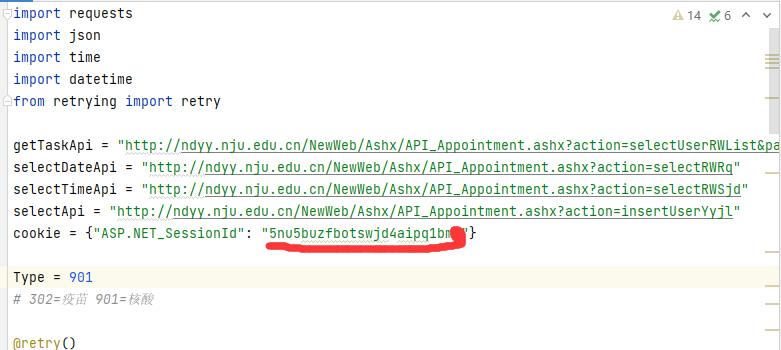 import requests
14 6
import json
import time
import datetime
from retrying import retry
getTaskApi = "http://ndyy.nju.edu.cn/NewWeb/Ashx/API_Appointment.ashx?action=selectUserRWList&pa
selectDateApi = "http://ndyy.nju.edu.cn/NewWeb/Ashx/API_Appointment.ashx?action=selectRWRq"
selectTimeApi = "http://ndyy.nju.edu.cn/NewWeb/Ashx/API_Appointment.ashx?action=selectRWSjd"
selectApi = "http://ndyy.nju.edu.cn/NewWeb/Ashx/API_Appointment.ashx?action=insertUserYyjl"
cookie = {"ASP.NET_SessionId": "5nu5buzfbotswjd4aipq1bm"}
Type = 901
# 302=疫苗 901=核酸
@retry()